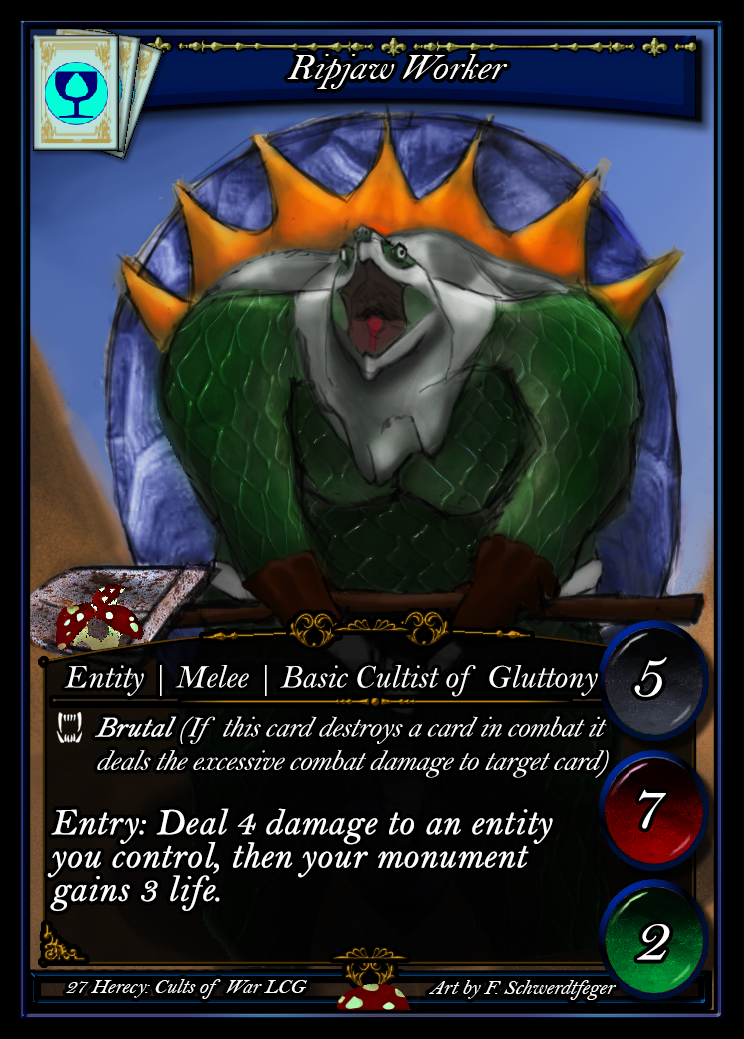 Ripjaw Worker
Entity | Melee | Basic Cultist of Gluttony
5
Brutal (If this card destroys a card in combat it
deals the excessive combat damage to target card)
7
Entry: Deal 4 damage to an entity
you control, then your monument
gains 3 life.
2
27 Herecy: Cults of War LCG
Art by F. Schwerdtfeger